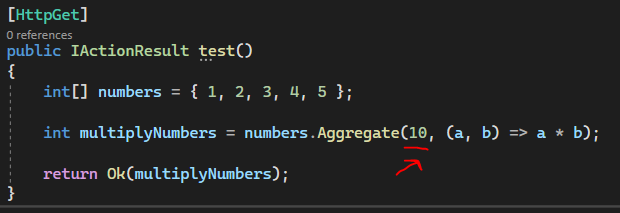 [HttpGet]
0 references
public IActionResult test()
{
int[] numbers = { 1, 2, 3, 4, 5 };
int multiplyNumbers = numbers.Aggregate(10, (a, b) => a * b);
return Ok(multiplyNumbers);
}